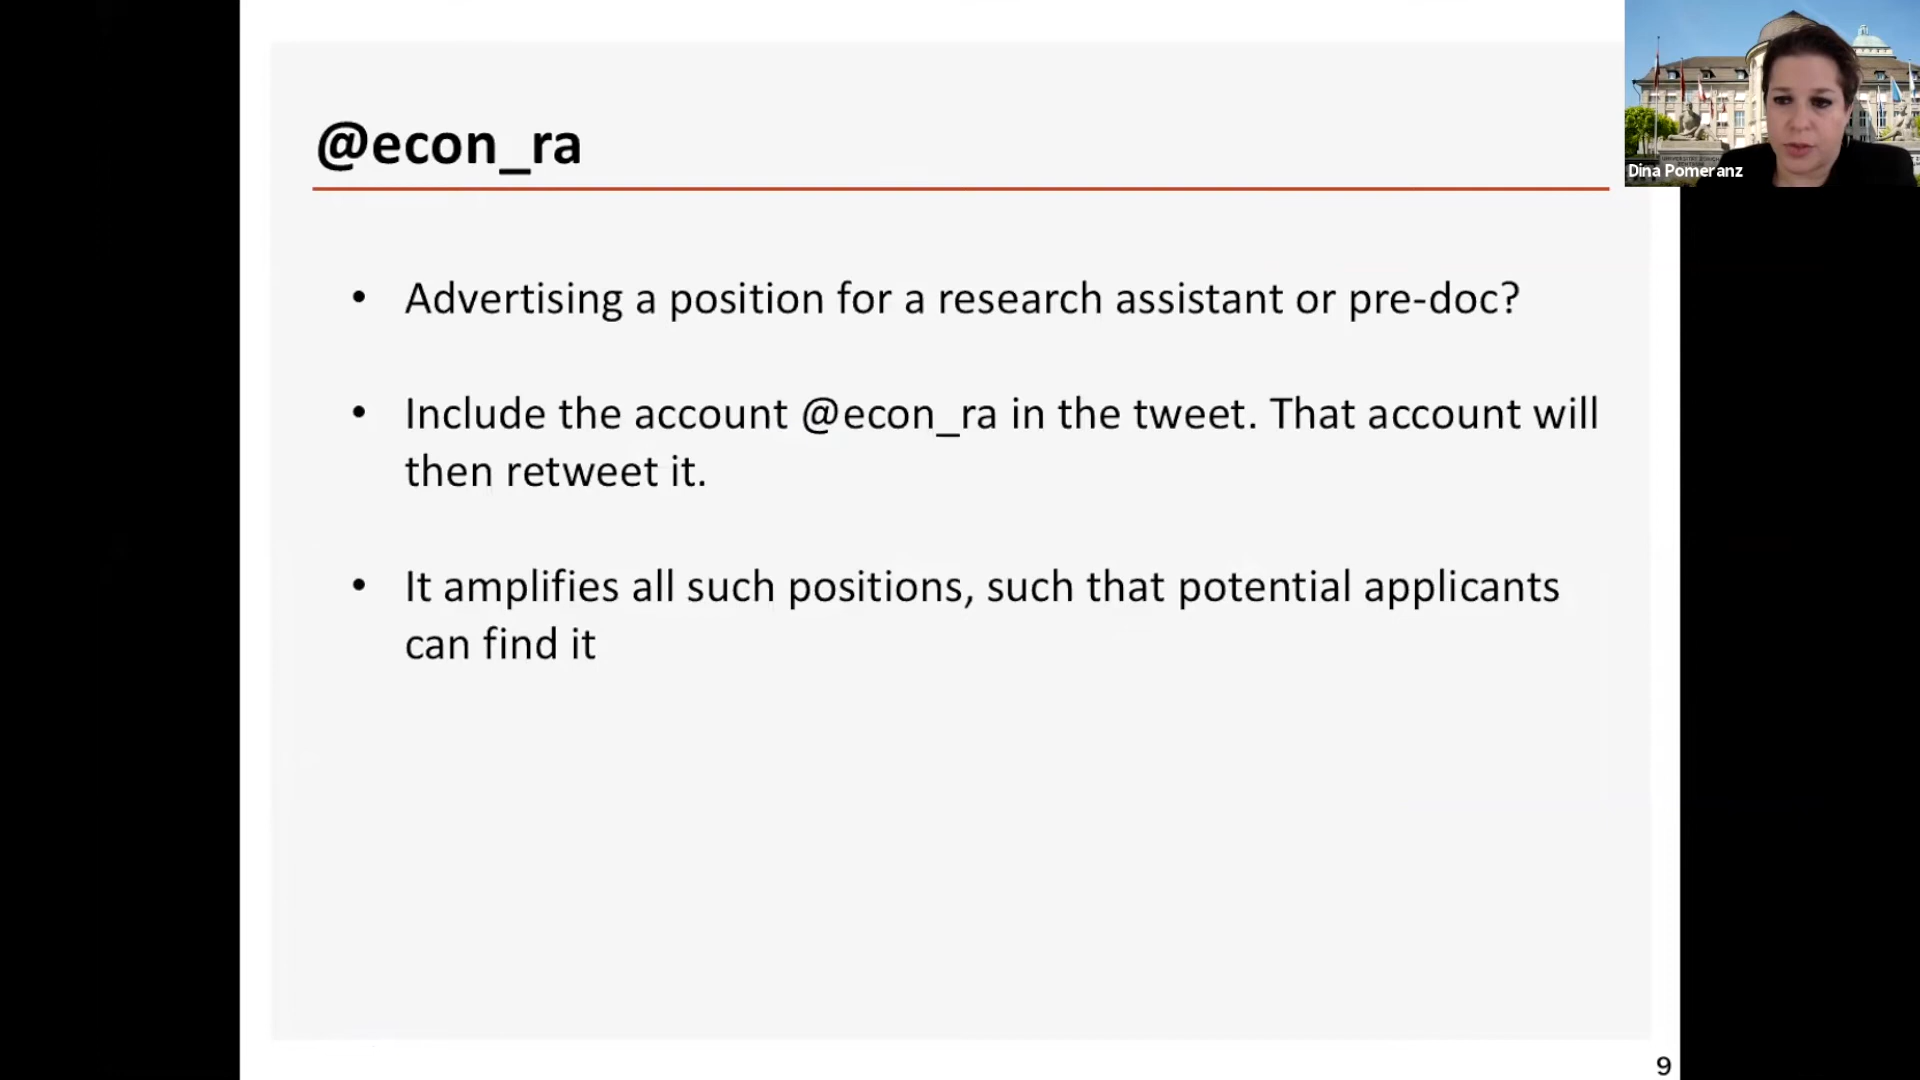 @econ_ra
Dina Pomeranz
• Advertising a position for a research assistant or pre-doc?
• Include the account @econ_ra in the tweet. That account will
then retweet it.
• It amplifies all such positions, such that potential applicants
can find it
9